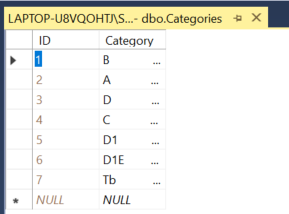 LAPTOP-U8VQOHTJ\S...- dbo.Categories
ID Category
1 B ...
2 A ...
3 D ...
4 C ...
5 D1 ...
6 D1E ...
7 Tb ...
NULL NULL